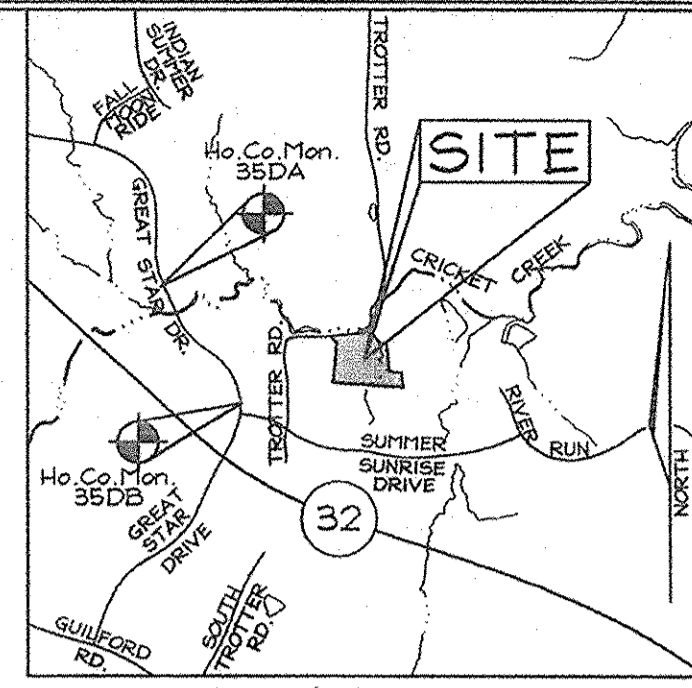 INDIAN
SUMMER
DR.
FALL
MOON
RIDE
TROTTER RD.
Ho.Co.Mon.
35DA
SITE
GREAT STAR DR.
CRICKET CREEK
TROTTER RD.
RIVER RUN
SUMMER
SUNRISE
DRIVE
NORTH
Ho.Co.Mon.
35DB
GREAT
STAR
DRIVE
32
SOUTH
TROTTER
RD.
GUILFORD
RD.